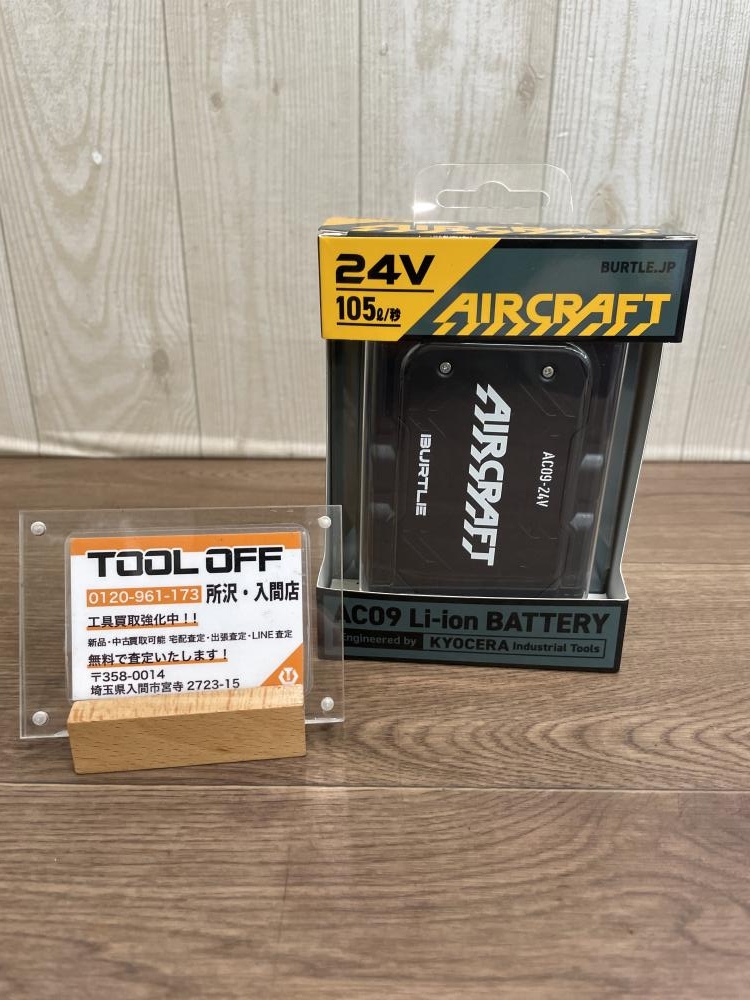 AIRCRAFT
24V
105ℓ/秒
BURTLE.JP
AIRCRAFT
AIRCRAFT
BURTLE
AC09-24V
AC09 Li-ion BATTERY
Engineered by KYOCERA Industrial Tools
TOOL OFF
0120-961-173 所沢・入間店
工具買取強化中！！
新品・中古買取可能 宅配査定・出張査定・LINE査定
無料で査定いたします！
〒358-0014
埼玉県入間市宮寺 2723-15